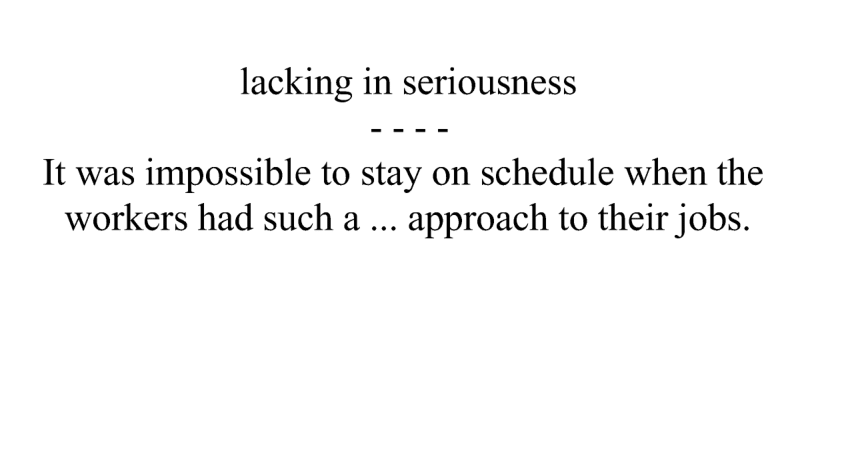 lacking in seriousness
- - - -
It was impossible to stay on schedule when the
workers had such a ... approach to their jobs.